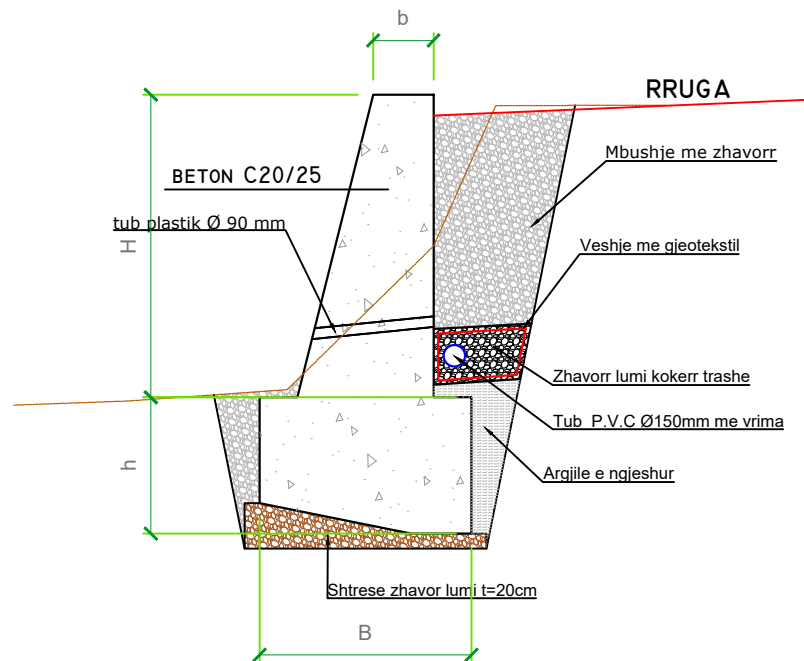 b
RRUGA
Mbushje me zhavorr
BETON C20/25
tub plastik Ø 90 mm
H
Veshje me gjeotekstil
Zhavorr lumi kokerr trashe
Tub P.V.C Ø150mm me vrima
Argjile e ngjeshur
h
Shtrese zhavor lumi t=20cm
B